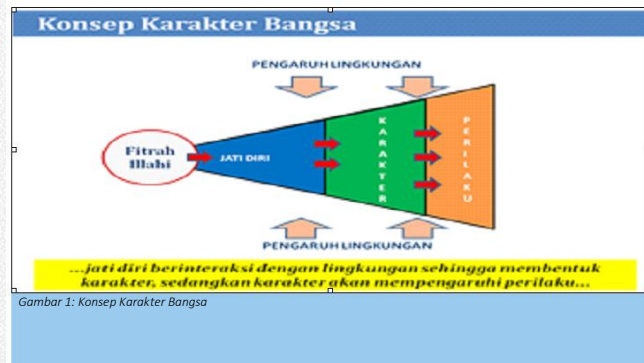 Konsep Karakter Bangsa
PENGARUH LINGKUNGAN
Fitrah
Illahi
JATI DIRI
KARAKTER
PERILAKU
PENGARUH LINGKUNGAN
...jati diri berinteraksi dengan lingkungan sehingga membentuk
karakter, sedangkan karakter akan mempengaruhi perilaku...
Gambar 1: Konsep Karakter Bangsa